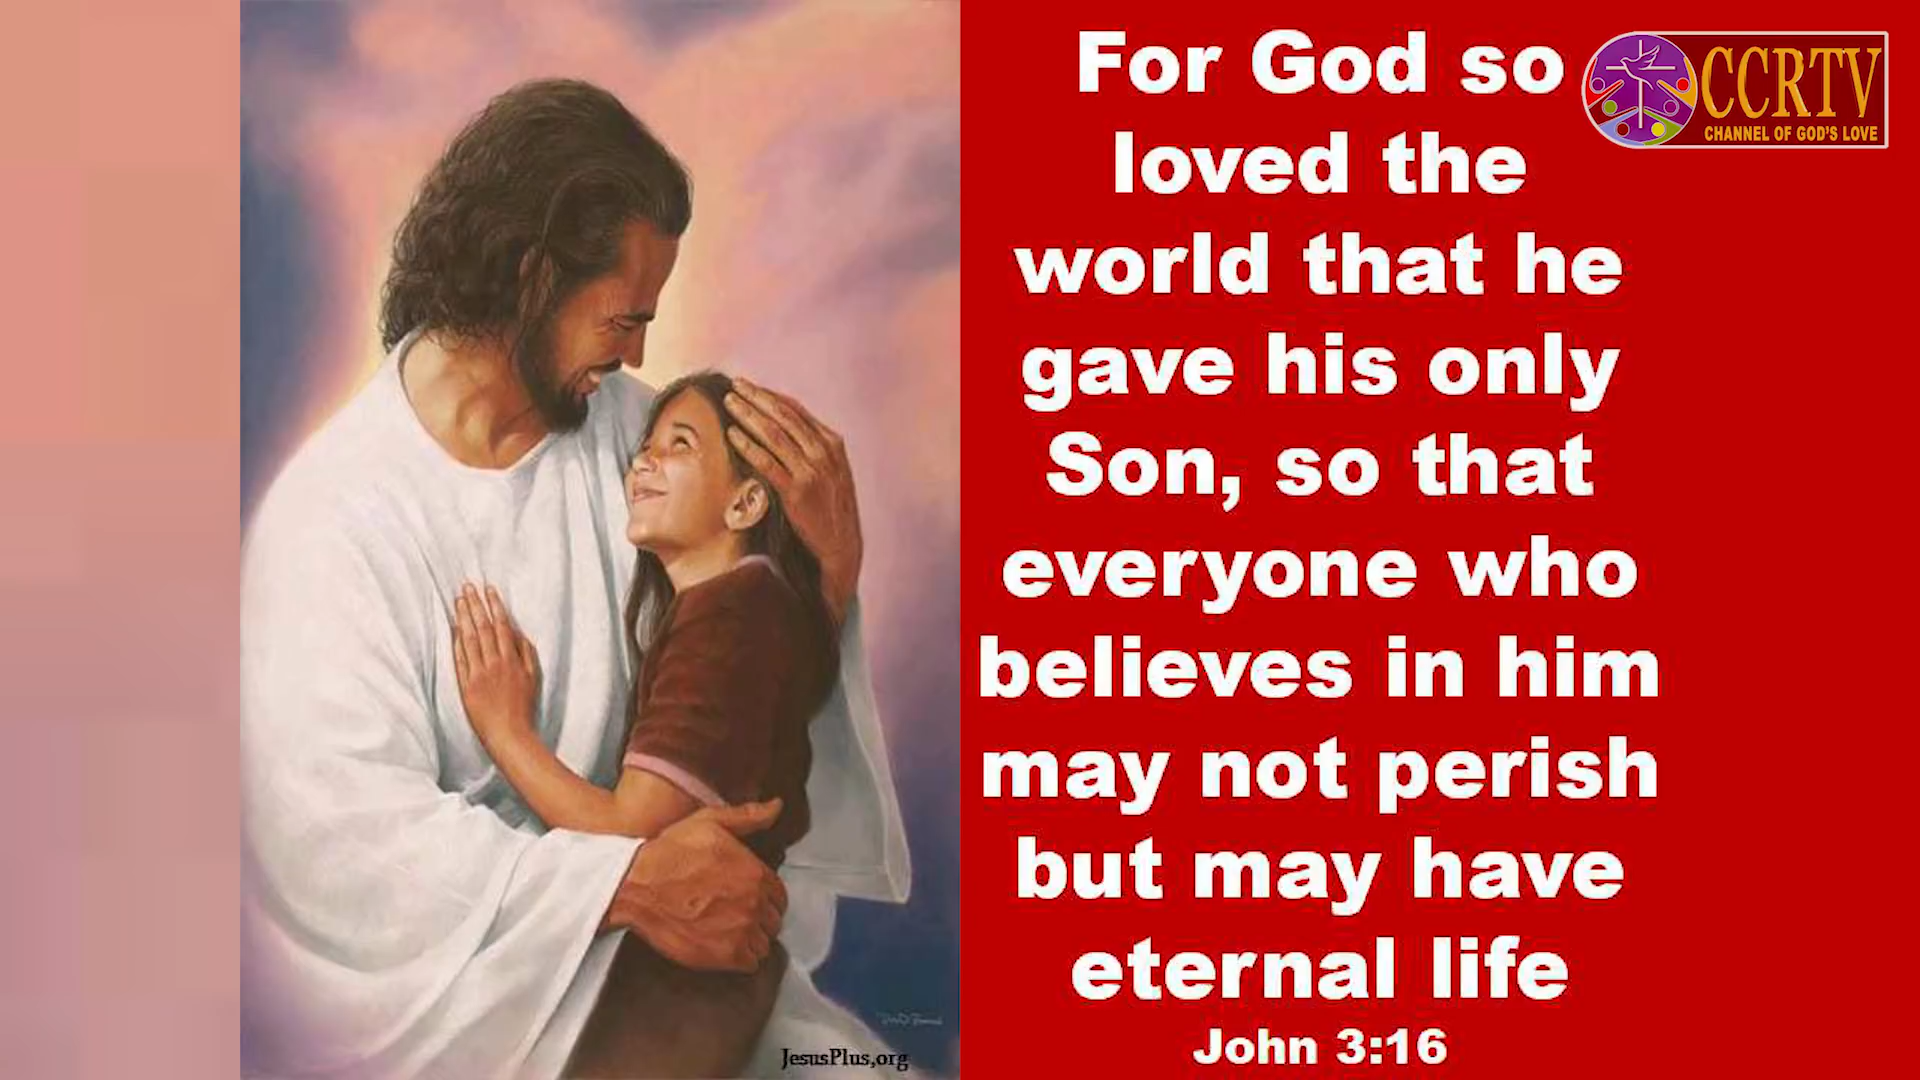 For God so
loved the
world that he
gave his only
Son, so that
everyone who
believes in him
may not perish
but may have
eternal life
John 3:16
CCRTV
CHANNEL OF GOD'S LOVE
JesusPlus,org